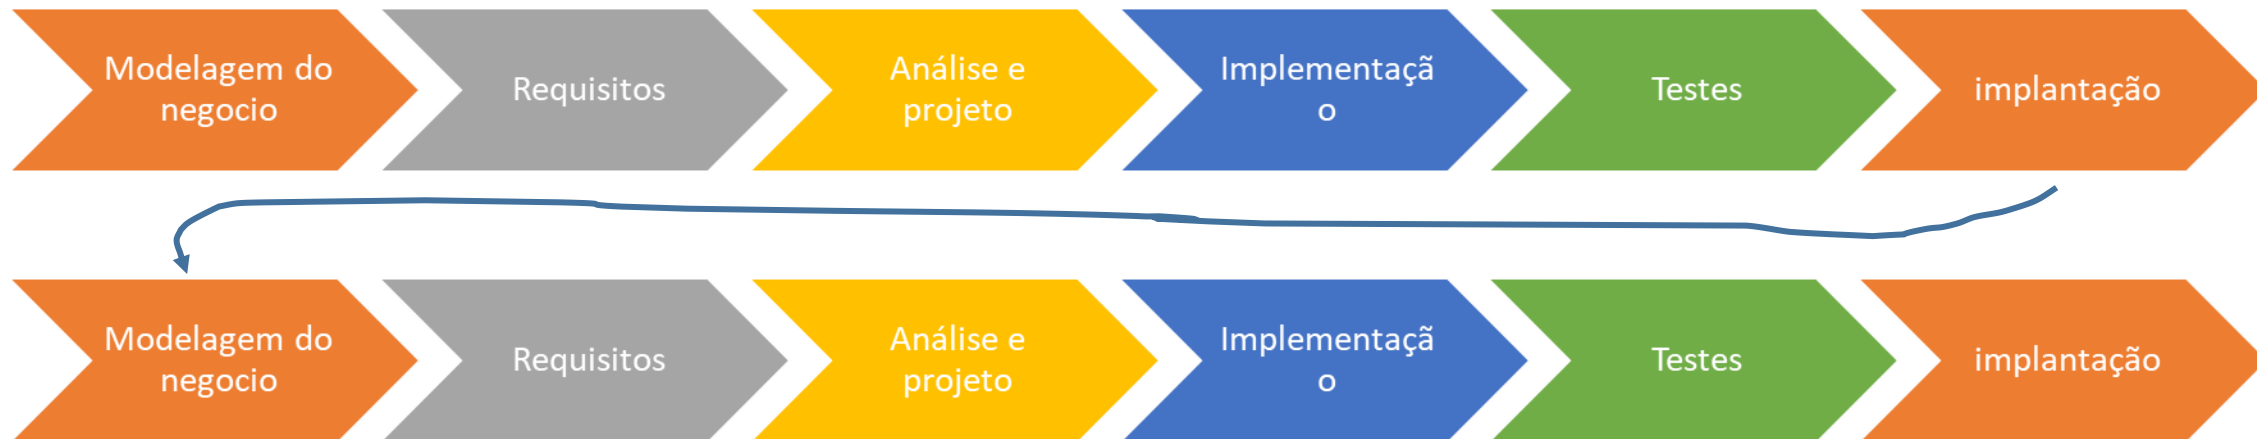 Modelagem do
negocio
Requisitos
Análise e
projeto
Implementaçã
o
Testes
implantação
Modelagem do
negocio
Requisitos
Análise e
projeto
Implementaçã
o
Testes
implantação